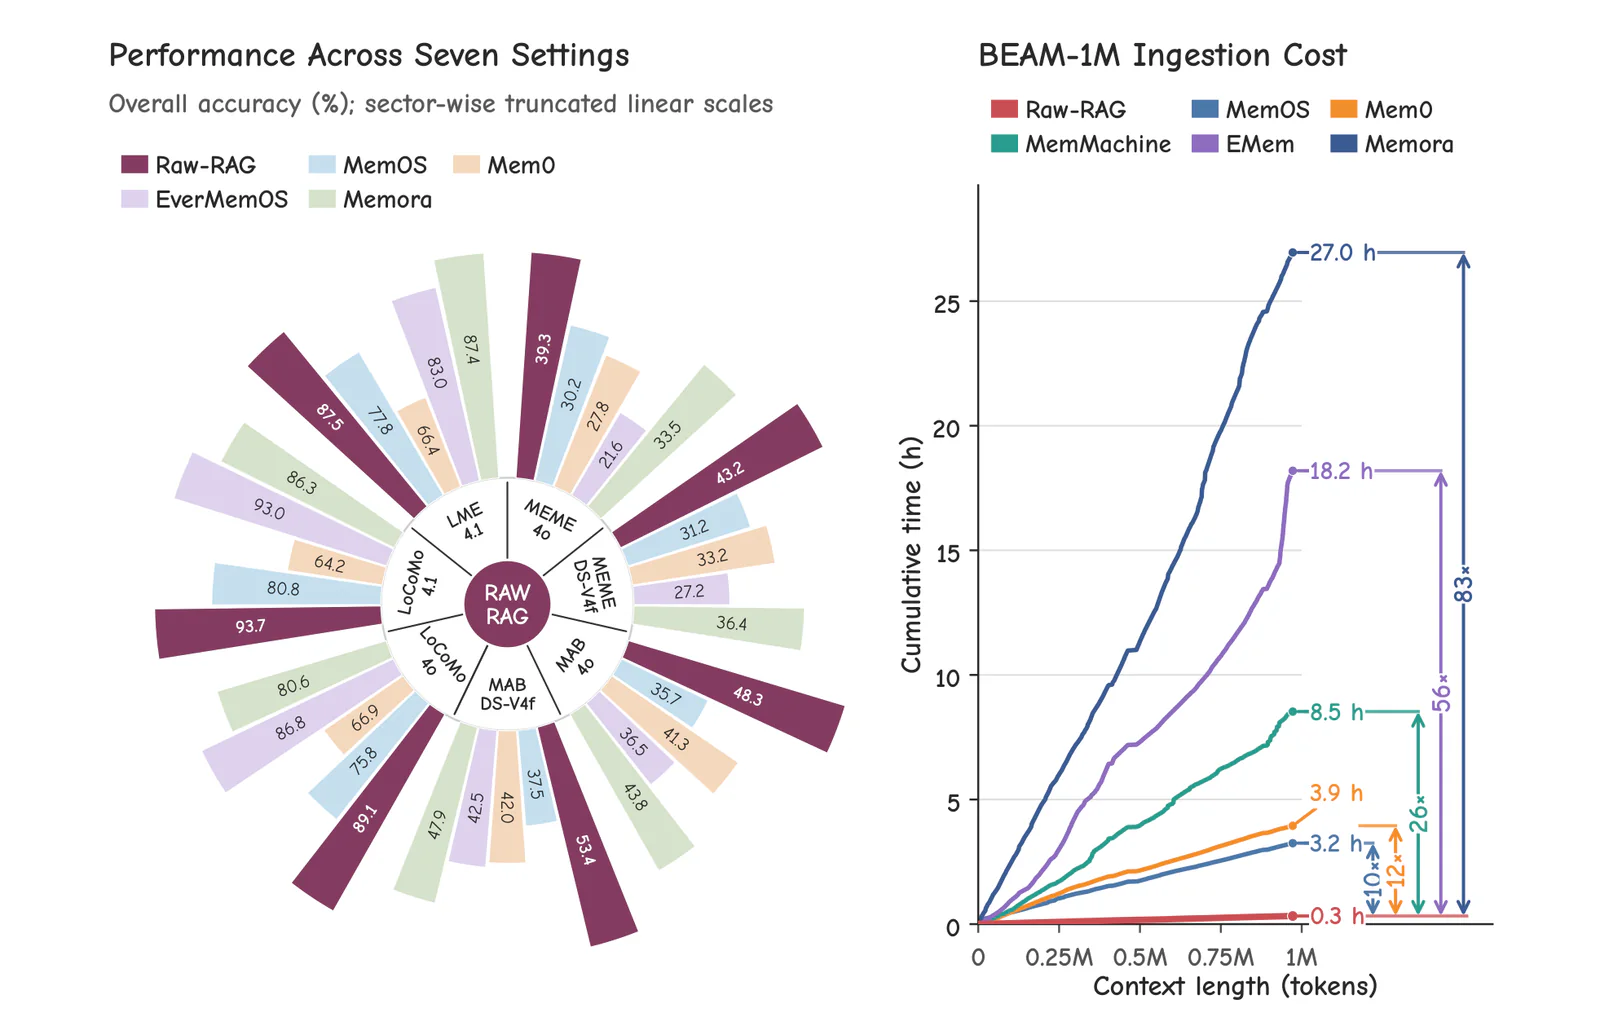 Performance Across Seven Settings
Overall accuracy (%); sector-wise truncated linear scales
Raw-RAG MemOS Mem0
EverMemOS Memora
RAW
RAG
MEME
4o
39.3
30.2
27.8
21.6
33.5
MEME
DS-V4f
43.2
31.2
33.2
27.2
36.4
MAB
4o
48.3
35.7
41.3
36.5
43.8
MAB
DS-V4f
53.4
37.5
42.0
42.5
47.9
LoCoMo
4o
89.1
75.8
66.9
86.8
80.6
LoCoMo
4.1
93.7
80.8
64.2
93.0
86.3
LME
4.1
87.5
77.8
66.4
83.0
87.4
BEAM-1M Ingestion Cost
Raw-RAG MemOS Mem0
MemMachine EMem Memora
Cumulative time (h)
25
20
15
10
5
0
27.0 h
18.2 h
8.5 h
3.9 h
3.2 h
0.3 h
10×
12×
26×
56×
83×
0 0.25M 0.5M 0.75M 1M
Context length (tokens)